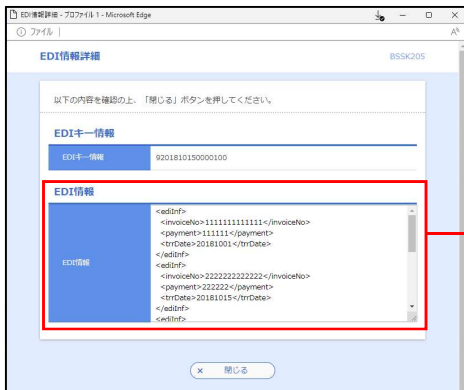 EDI情報詳細 - プロファイル 1 - Microsoft Edge
ファイル
EDI情報詳細
BSSK205
以下の内容を確認の上、「閉じる」ボタンを押してください。
EDIキー情報
EDIキー情報 9201810150000100
EDI情報
EDI情報
<ediInf>
<invoiceNo>1111111111111</invoiceNo>
<payment>111111</payment>
<trrDate>20181001</trrDate>
</ediInf>
<ediInf>
<invoiceNo>2222222222222</invoiceNo>
<payment>222222</payment>
<trrDate>20181015</trrDate>
</ediInf>
<ediInf>
× 閉じる